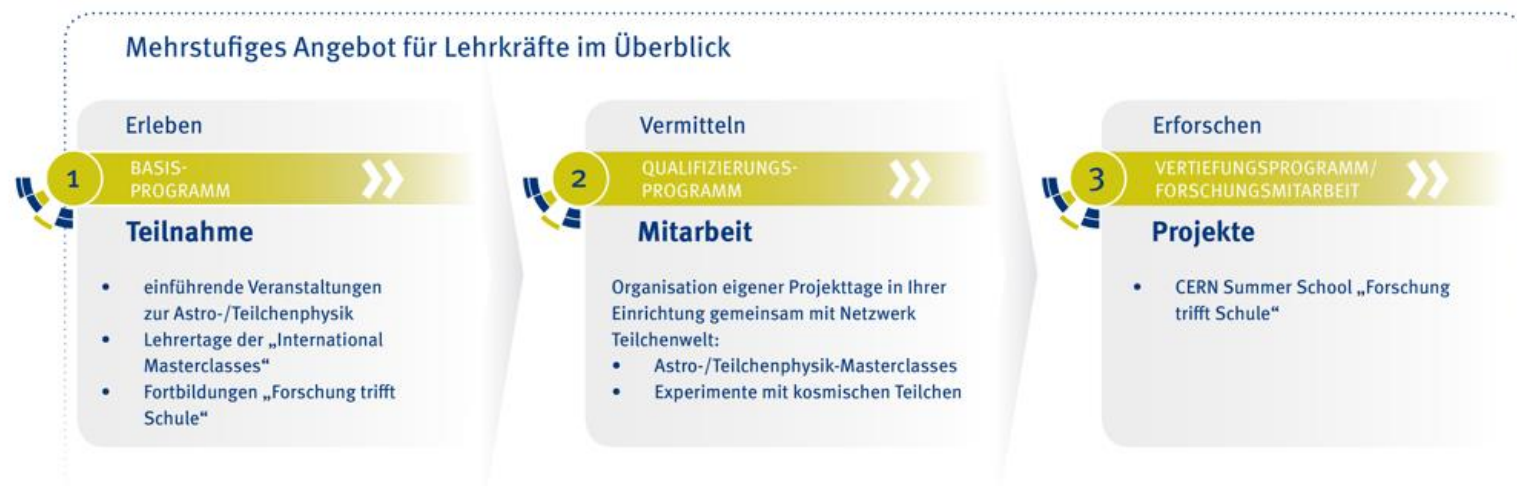 Mehrstufiges Angebot für Lehrkräfte im Überblick
Erleben
1
BASIS-
PROGRAMM
Teilnahme
• einführende Veranstaltungen
zur Astro-/Teilchenphysik
• Lehrertage der „International
Masterclasses“
• Fortbildungen „Forschung trifft
Schule“
Vermitteln
2
QUALIFIZIERUNGS-
PROGRAMM
Mitarbeit
Organisation eigener Projekttage in Ihrer
Einrichtung gemeinsam mit Netzwerk
Teilchenwelt:
• Astro-/Teilchenphysik-Masterclasses
• Experimente mit kosmischen Teilchen
Erforschen
3
VERTIEFUNGSPROGRAMM/
FORSCHUNGSMITARBEIT
Projekte
• CERN Summer School „Forschung
trifft Schule“